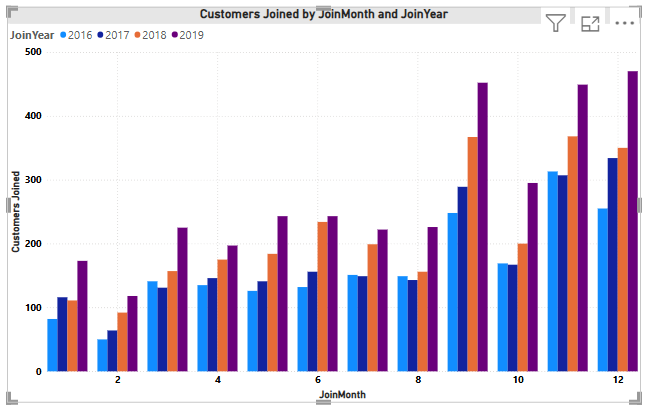 Customers Joined by JoinMonth and JoinYear
JoinYear 2016 2017 2018 2019
500
400
300
200
100
0
Customers Joined
2 4 6 8 10 12
JoinMonth